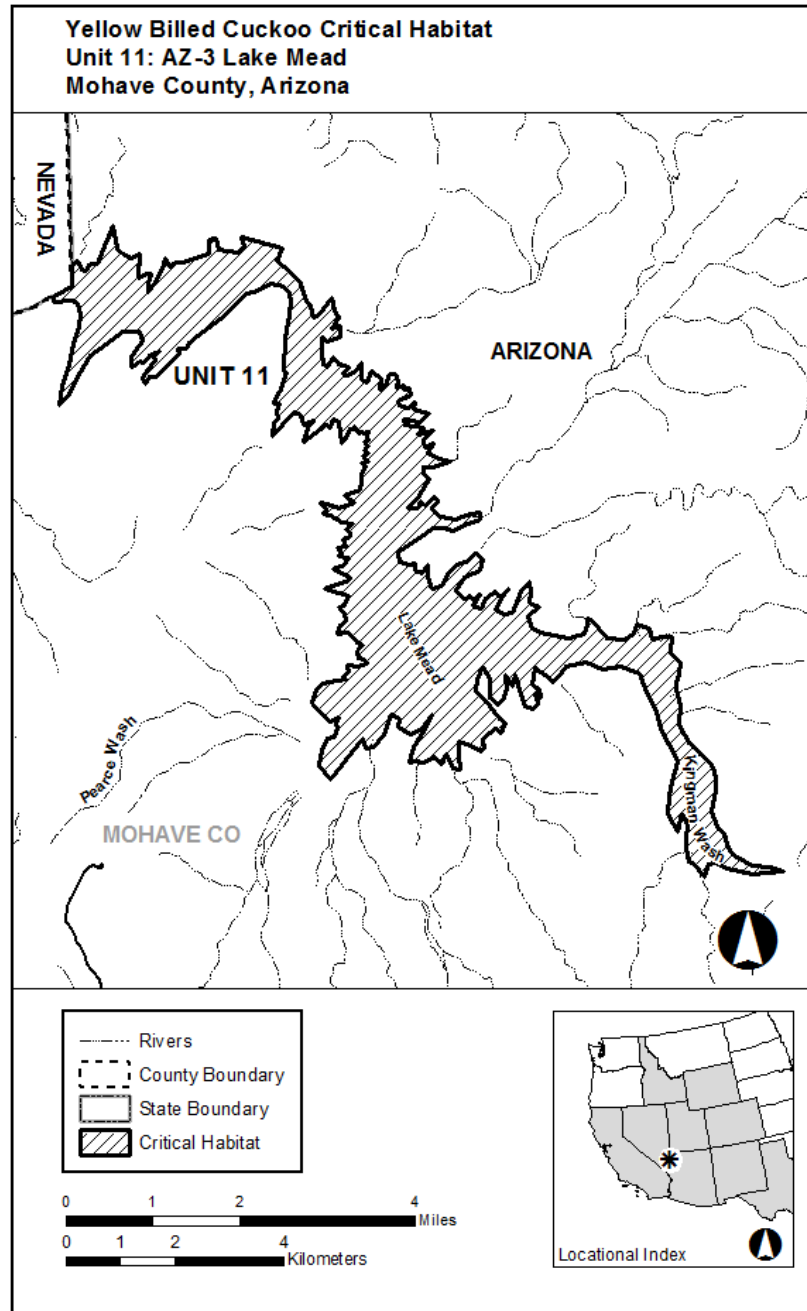 Yellow Billed Cuckoo Critical Habitat
Unit 11: AZ-3 Lake Mead
Mohave County, Arizona
NEVADA
ARIZONA
UNIT 11
Lake Mead
Pearce Wash
Kingman Wash
MOHAVE CO
Rivers
County Boundary
State Boundary
Critical Habitat
0 1 2 4
Miles
0 1 2 4
Kilometers
Locational Index